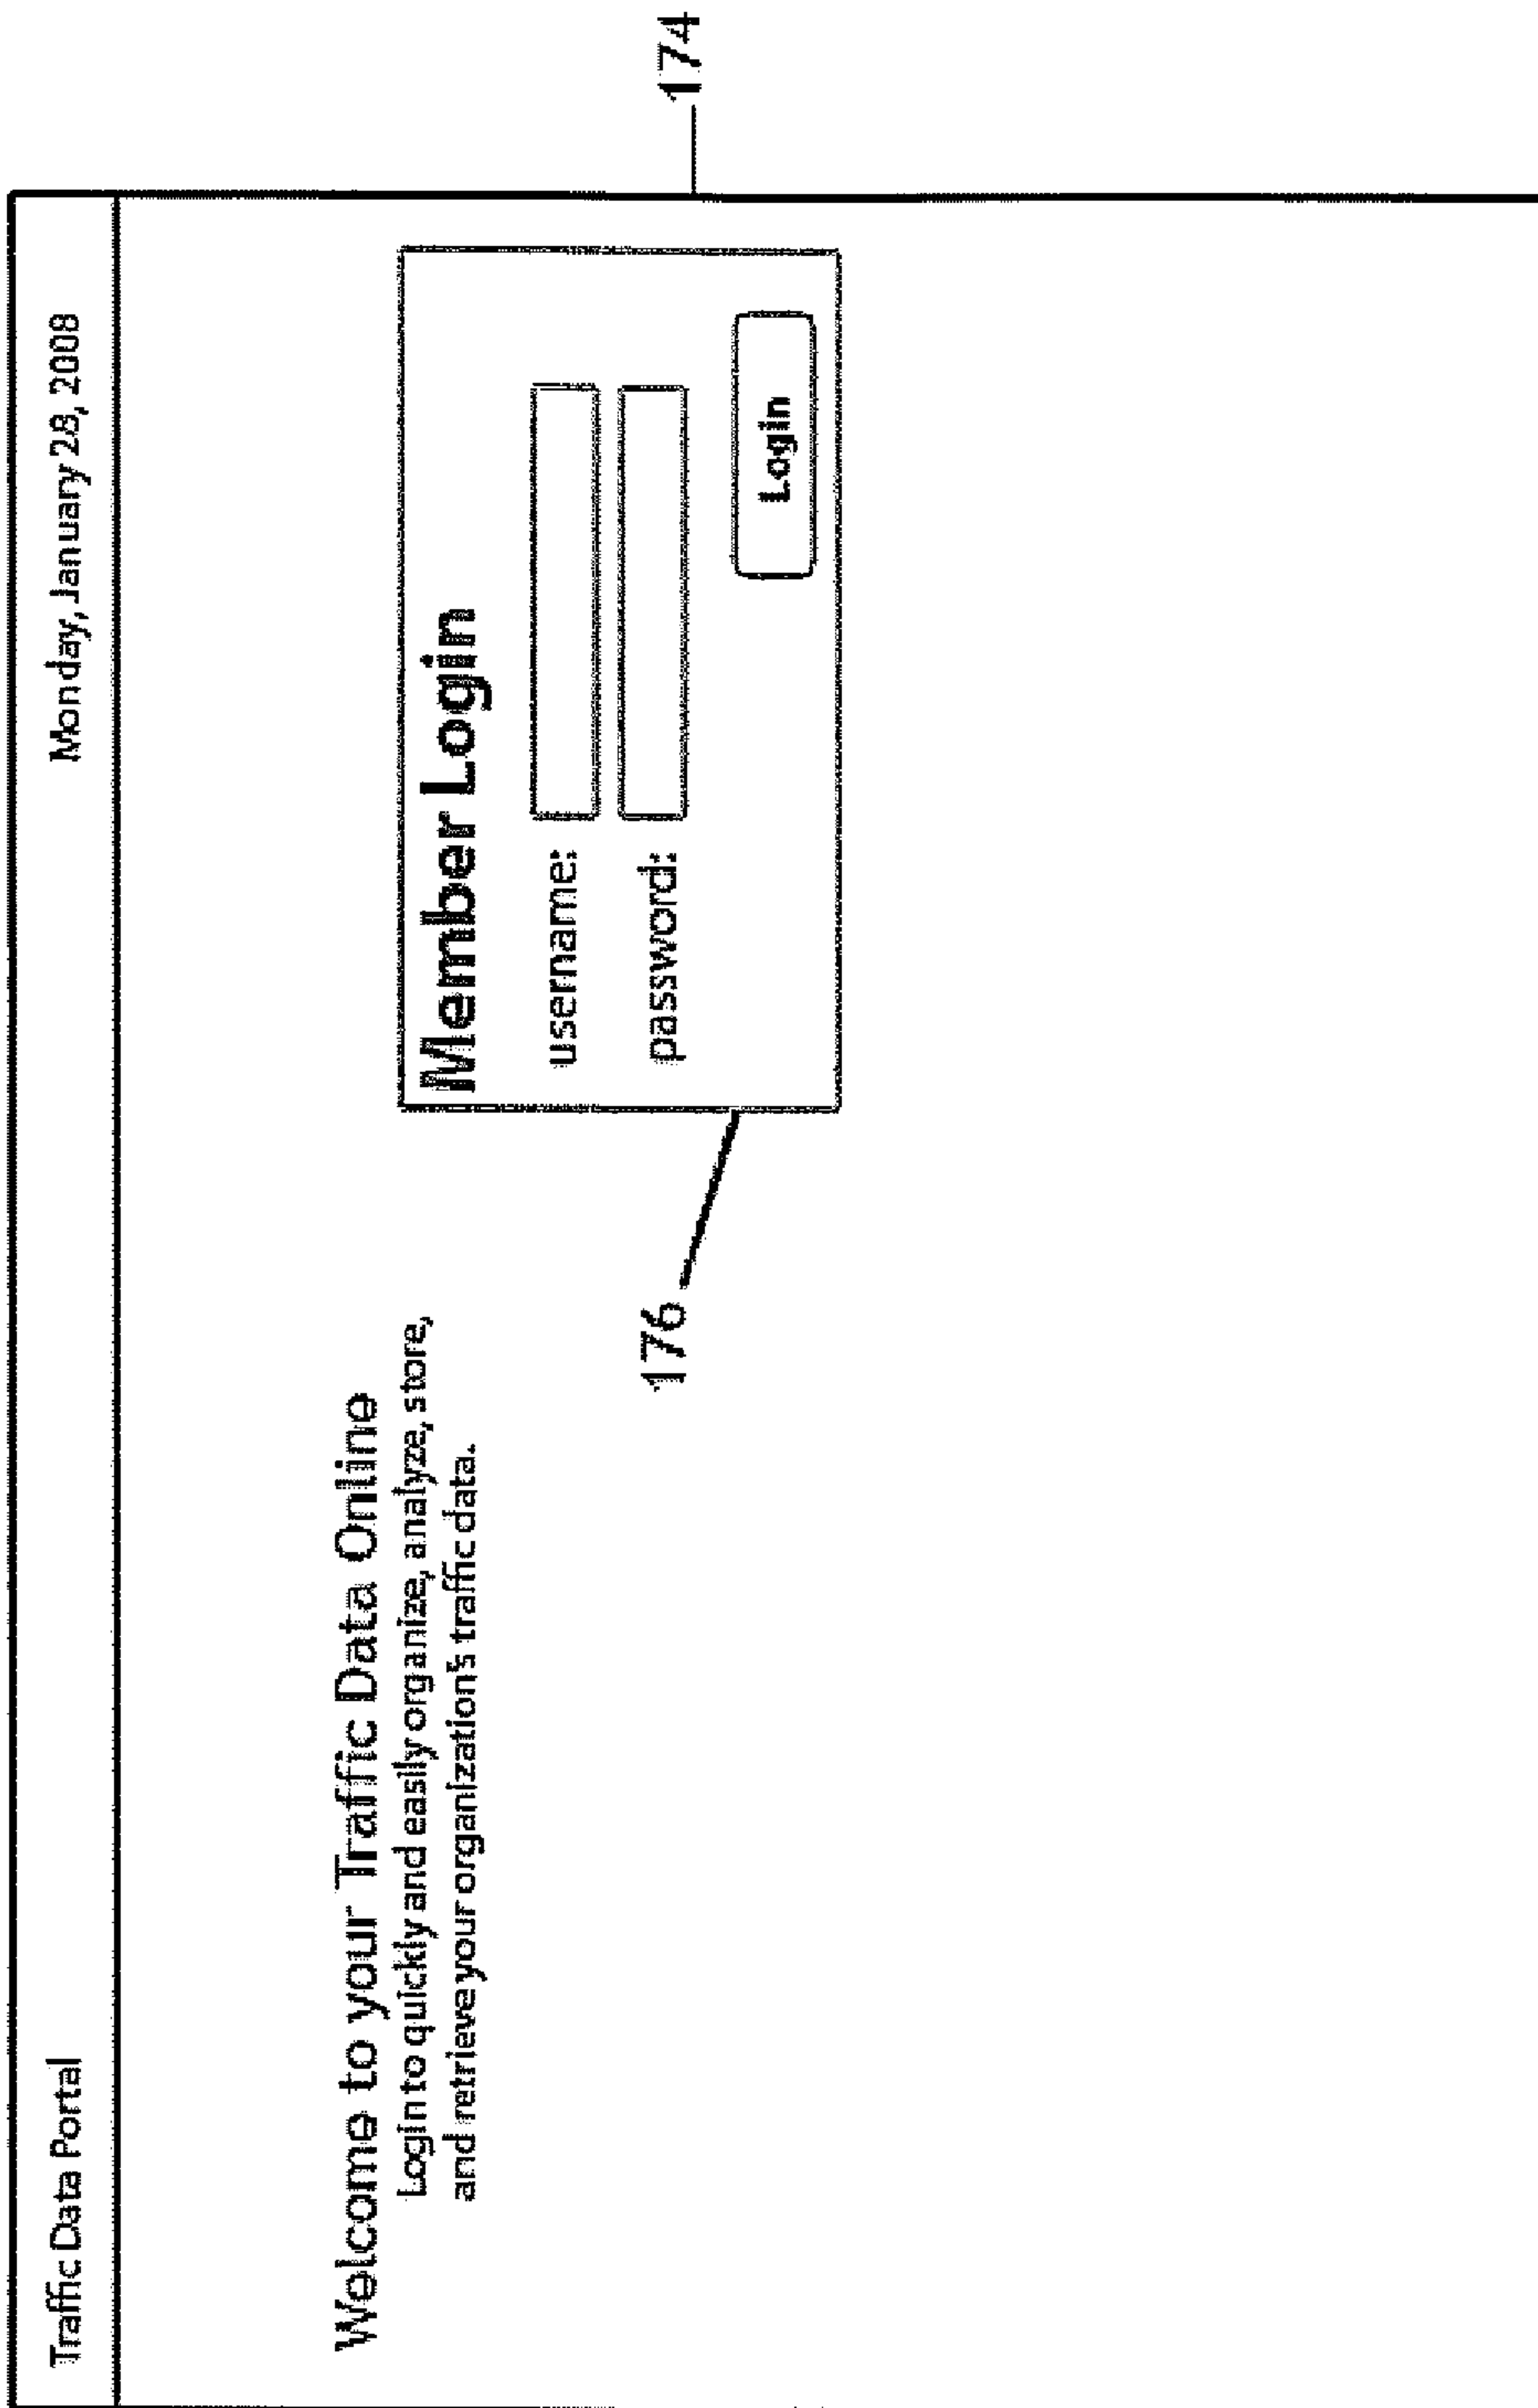 Traffic Data Portal
Monday, January 28, 2008
Welcome to your Traffic Data Online
Login to quickly and easily organize, analyze, store,
and retrieve your organization's traffic data.
Member Login
username:
password:
Login
176
174